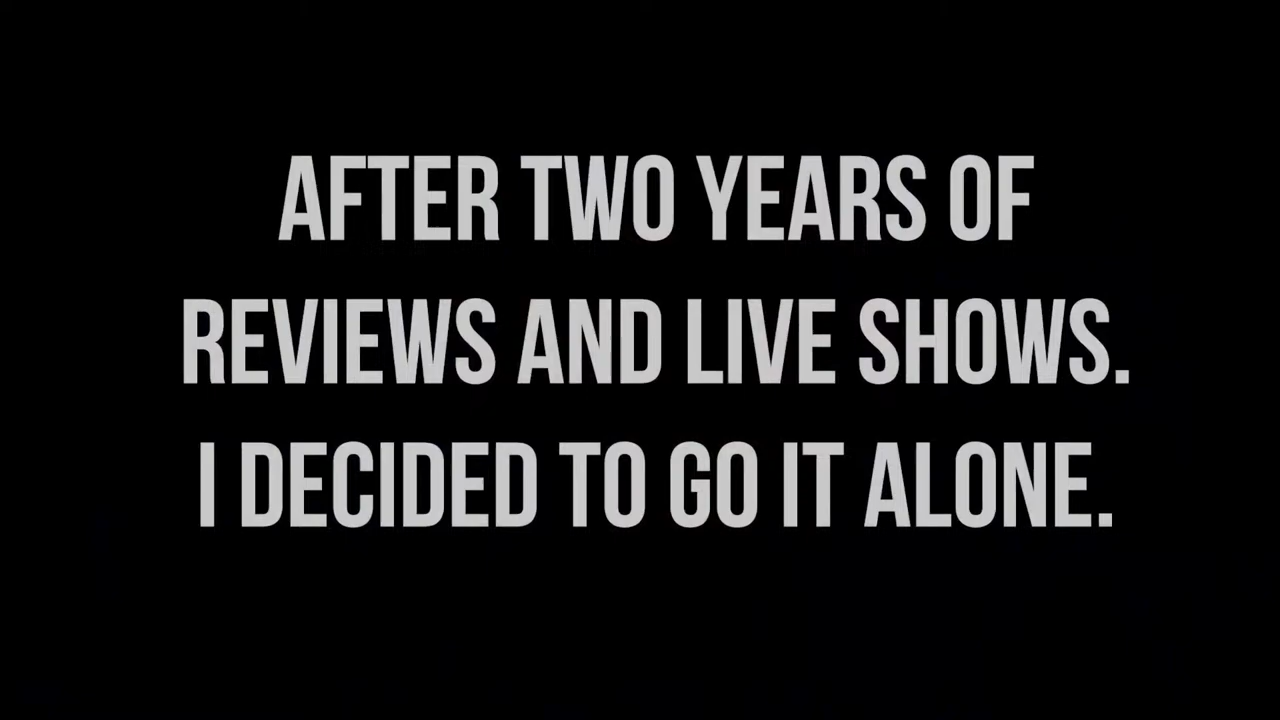 AFTER TWO YEARS OF
REVIEWS AND LIVE SHOWS.
I DECIDED TO GO IT ALONE.